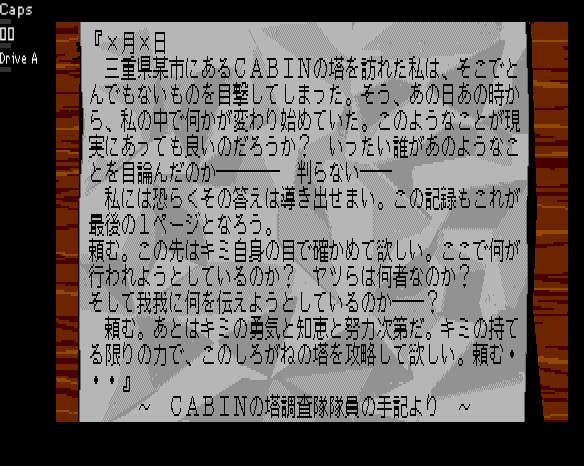 Caps
00
Drive A
『×月×日
　三重県某市にあるＣＡＢＩＮの塔を訪れた私は、そこでと
んでもないものを目撃してしまった。そう、あの日あの時か
ら、私の中で何かが変わり始めていた。このようなことが現
実にあっても良いのだろうか？　いったい誰があのようなこ
とを目論んだのか────　判らない──
　私には恐らくその答えは導き出せまい。この記録もこれが
最後の１ページとなろう。
頼む。この先はキミ自身の目で確かめて欲しい。ここで何が
行われようとしているのか？　ヤツらは何者なのか？
そして我我に何を伝えようとしているのか──？
　頼む。あとはキミの勇気と知恵と努力次第だ。キミの持て
る限りの力で、このしろがねの塔を攻略して欲しい。頼む・
・・』
～　ＣＡＢＩＮの塔調査隊隊員の手記より　～